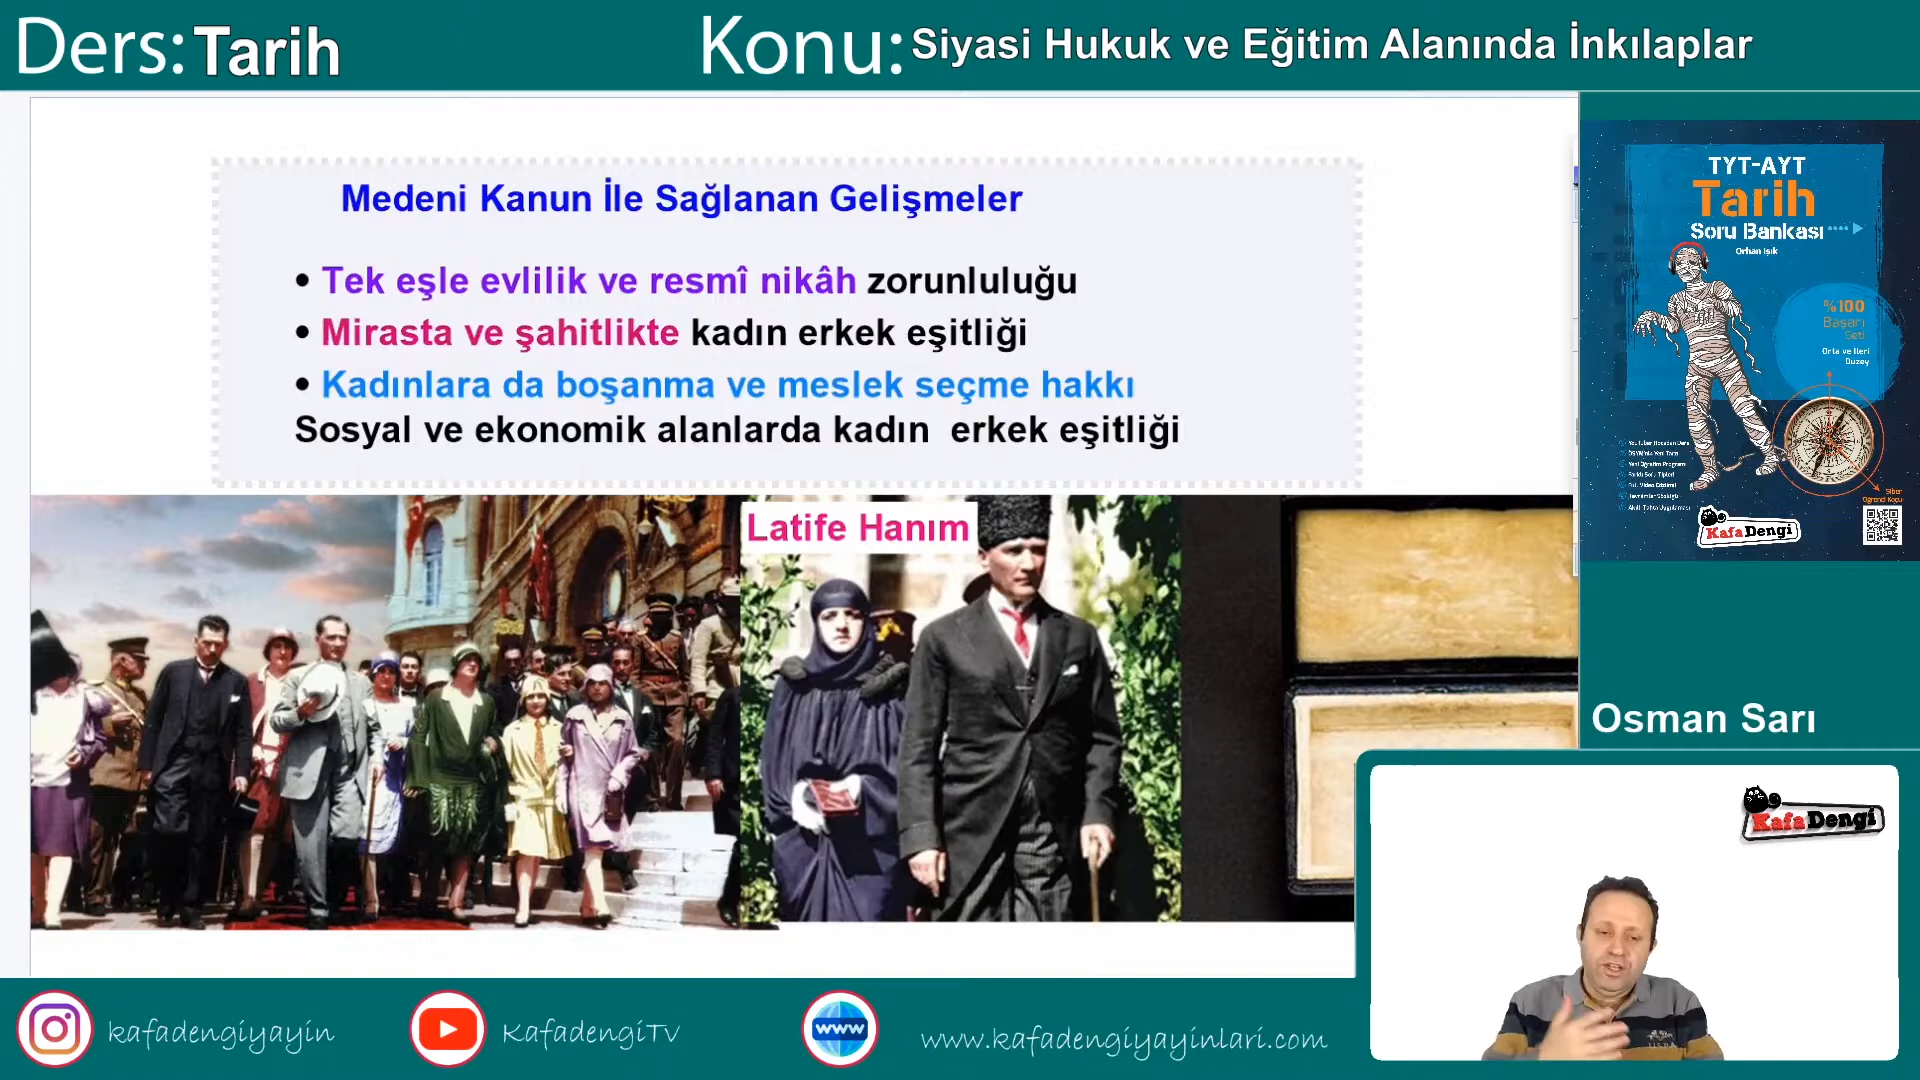 Ders: Tarih
Konu: Siyasi Hukuk ve Eğitim Alanında İnkılaplar
Medeni Kanun İle Sağlanan Gelişmeler
• Tek eşle evlilik ve resmî nikâh zorunluluğu
• Mirasta ve şahitlikte kadın erkek eşitliği
• Kadınlara da boşanma ve meslek seçme hakkı
Sosyal ve ekonomik alanlarda kadın erkek eşitliği
Latife Hanım
TYT-AYT
Tarih
Soru Bankası
Orhan Işık
%100
Başarı
Seti
Orta ve İleri
Düzey
KafaDengi
Osman Sarı
KafaDengi
kafadengiyayin
KafadengiTV
www
www.kafadengiyayinlari.com